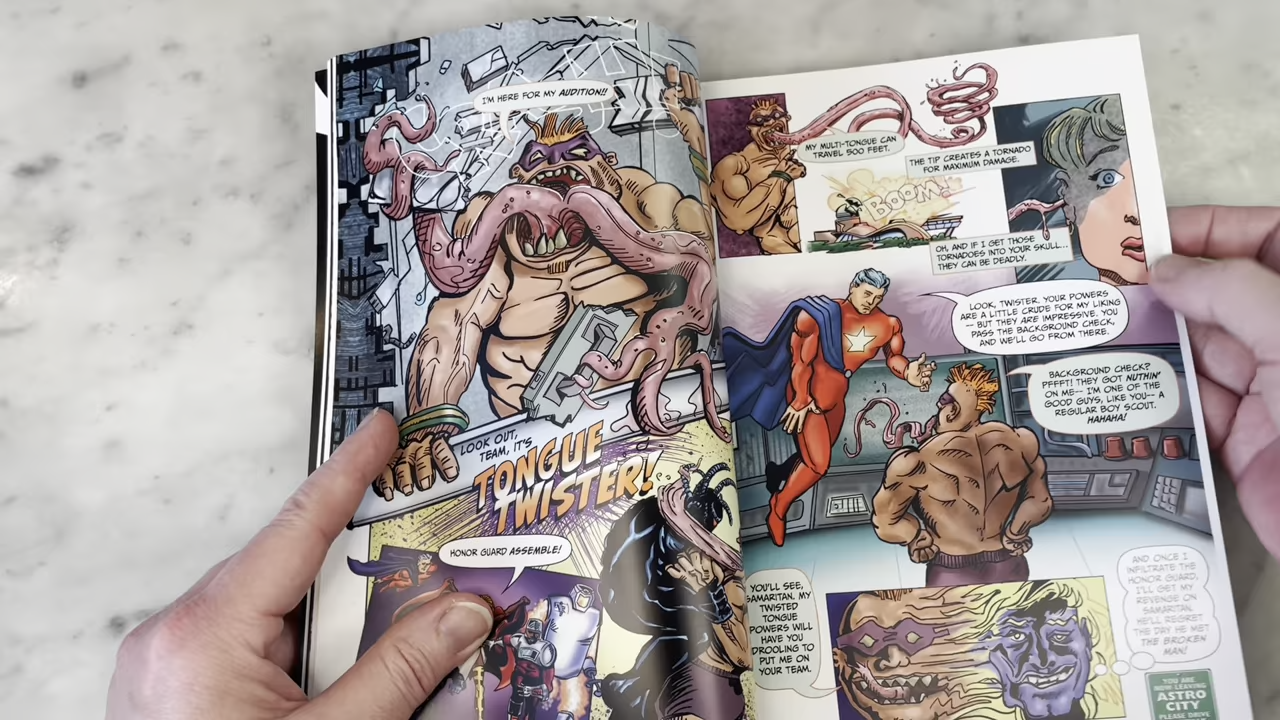 I'M HERE FOR MY AUDITION!!
LOOK OUT,
TEAM, IT'S
TONGUE
TWISTER!
HONOR GUARD ASSEMBLE!
MY MULTI-TONGUE CAN
TRAVEL 500 FEET.
THE TIP CREATES A TORNADO
FOR MAXIMUM DAMAGE.
BOOM!
OH, AND IF I GET THOSE
TORNADOES INTO YOUR SKULL...
THEY CAN BE DEADLY.
LOOK, TWISTER. YOUR POWERS
ARE A LITTLE CRUDE FOR MY LIKING
-- BUT THEY ARE IMPRESSIVE. YOU
PASS THE BACKGROUND CHECK,
AND WE'LL GO FROM THERE.
BACKGROUND CHECK?
PFFFT! THEY GOT NUTHIN'
ON ME-- I'M ONE OF THE
GOOD GUYS, LIKE YOU-- A
REGULAR BOY SCOUT.
HAHAHA!
YOU'LL SEE,
SAMARITAN. MY
TWISTED
TONGUE
POWERS WILL
HAVE YOU
DROOLING TO
PUT ME ON
YOUR TEAM.
AND ONCE I
INFILTRATE THE
HONOR GUARD,
I'LL GET MY
REVENGE ON
SAMARITAN.
HE'LL REGRET
THE DAY HE MET
THE BROKEN
MAN!
YOU ARE
NOW LEAVING
ASTRO
CITY
PLEASE DRIVE